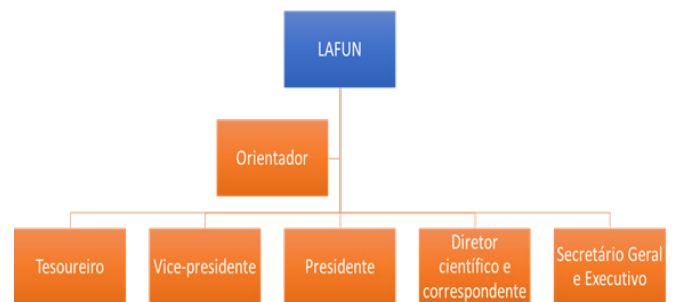 LAFUN
Orientador
Tesoureiro
Vice-presidente
Presidente
Diretor
científico e
correspondente
Secretário Geral
e Executivo